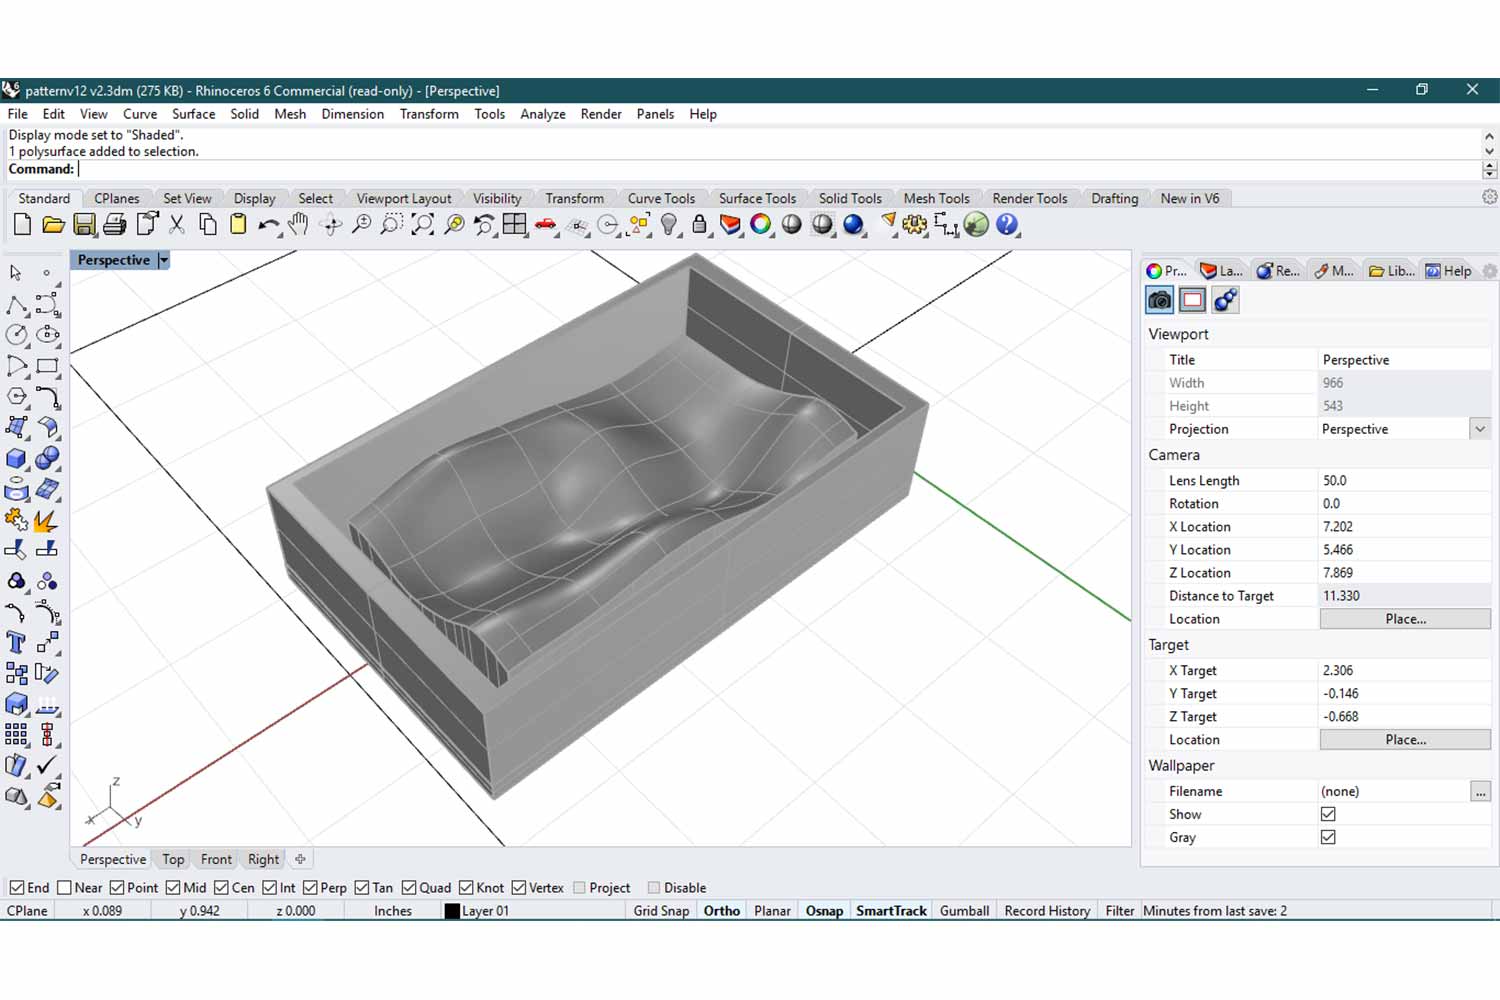 patternv12 v2.3dm (275 KB) - Rhinoceros 6 Commercial (read-only) - [Perspective]
File Edit View Curve Surface Solid Mesh Dimension Transform Tools Analyze Render Panels Help
Display mode set to "Shaded".
1 polysurface added to selection.
Command:
Standard CPlanes Set View Display Select Viewport Layout Visibility Transform Curve Tools Surface Tools Solid Tools Mesh Tools Render Tools Drafting New in V6
Perspective
Pr... La... Re... M... Lib... Help
Viewport
Title Perspective
Width 966
Height 543
Projection Perspective
Camera
Lens Length 50.0
Rotation 0.0
X Location 7.202
Y Location 5.466
Z Location 7.869
Distance to Target 11.330
Location Place...
Target
X Target 2.306
Y Target -0.146
Z Target -0.668
Location Place...
Wallpaper
Filename (none) ...
Show
Gray
z
x y
Perspective Top Front Right
End Near Point Mid Cen Int Perp Tan Quad Knot Vertex Project Disable
CPlane x 0.089 y 0.942 z 0.000 Inches Layer 01 Grid Snap Ortho Planar Osnap SmartTrack Gumball Record History Filter Minutes from last save: 2